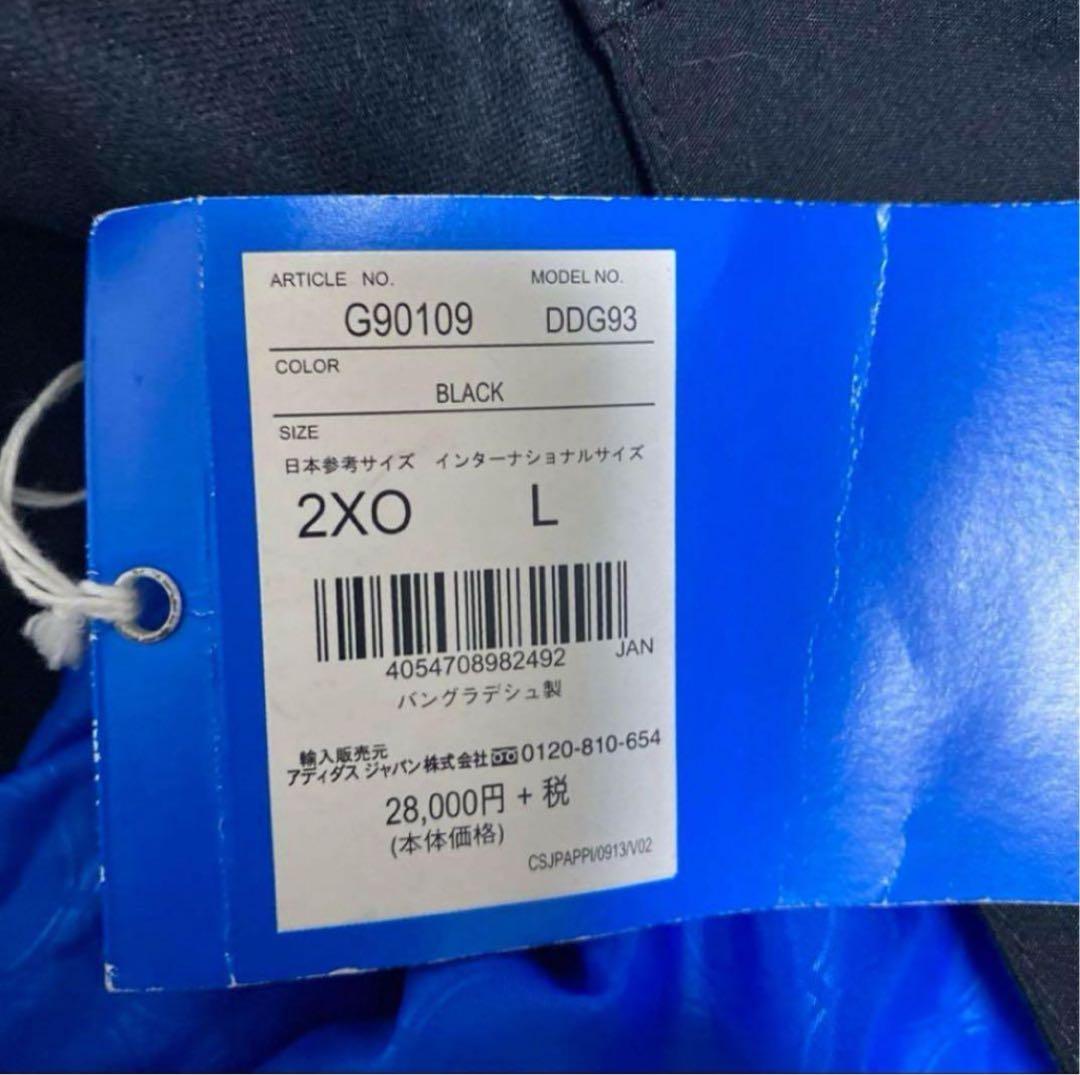 ARTICLE NO. MODEL NO.
G90109 DDG93
COLOR
BLACK
SIZE
日本参考サイズ インターナショナルサイズ
2XO L
4054708982492 JAN
バングラデシュ製
輸入販売元
アディダス ジャパン株式会社 0120-810-654
28,000円 + 税
(本体価格)
CSJPAPPI/0913/V02